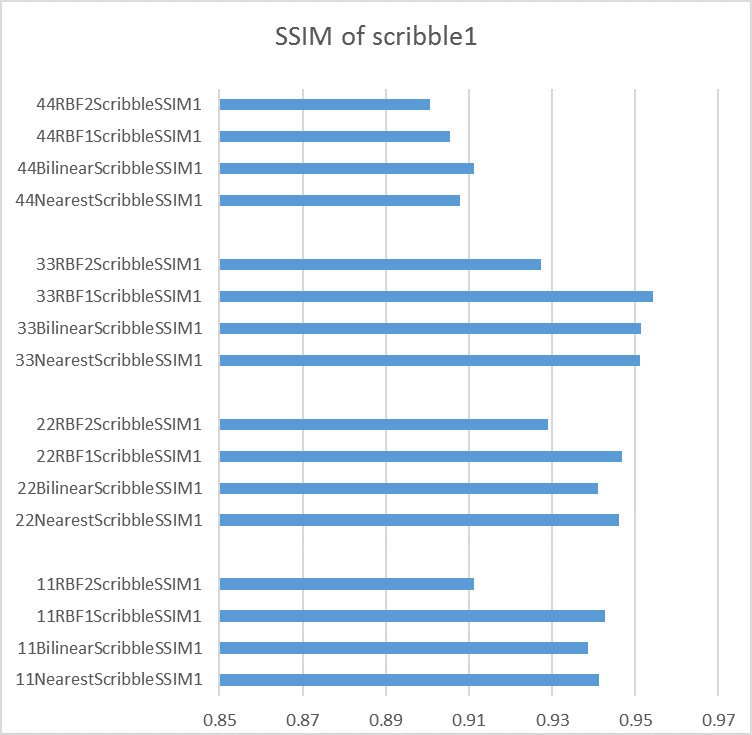 SSIM of scribble1
44RBF2ScribbleSSIM1
44RBF1ScribbleSSIM1
44BilinearScribbleSSIM1
44NearestScribbleSSIM1
33RBF2ScribbleSSIM1
33RBF1ScribbleSSIM1
33BilinearScribbleSSIM1
33NearestScribbleSSIM1
22RBF2ScribbleSSIM1
22RBF1ScribbleSSIM1
22BilinearScribbleSSIM1
22NearestScribbleSSIM1
11RBF2ScribbleSSIM1
11RBF1ScribbleSSIM1
11BilinearScribbleSSIM1
11NearestScribbleSSIM1
0.85 0.87 0.89 0.91 0.93 0.95 0.97